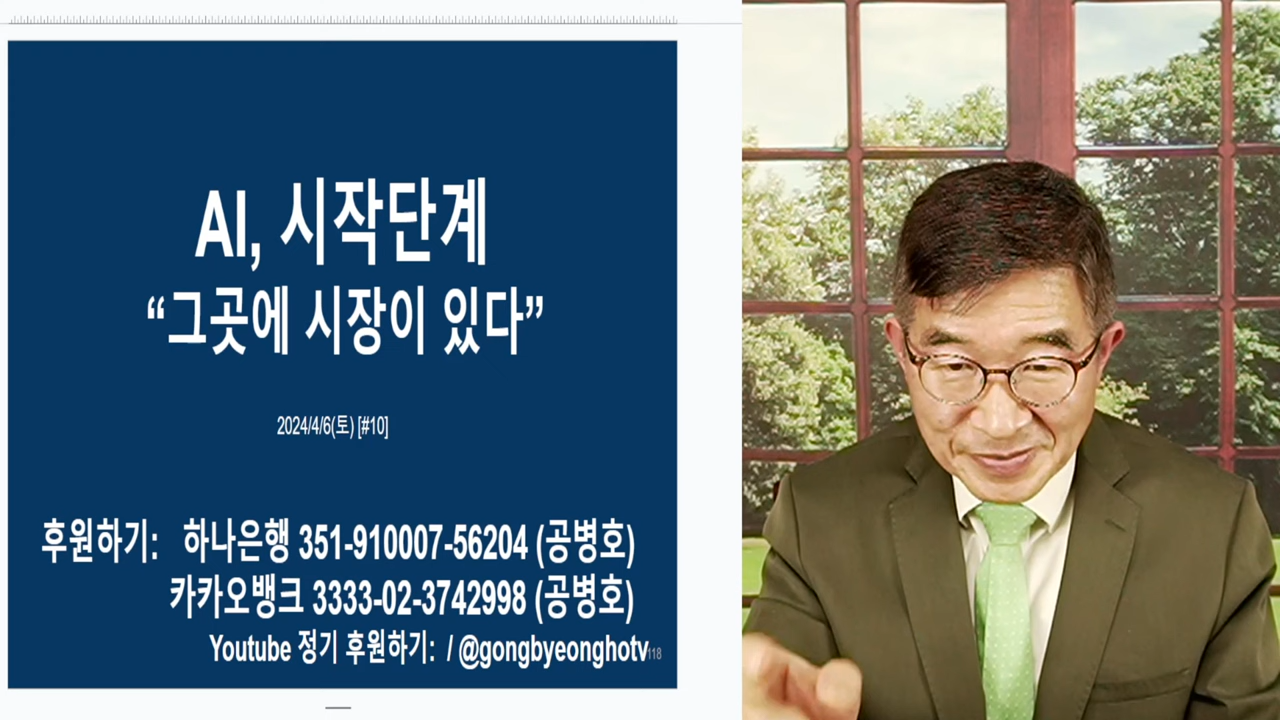 AI, 시작단계
“그곳에 시장이 있다”
2024/4/6(토) [#10]
후원하기: 하나은행 351-910007-56204 (공병호)
카카오뱅크 3333-02-3742998 (공병호)
Youtube 정기 후원하기: / @gongbyeonghotv
118